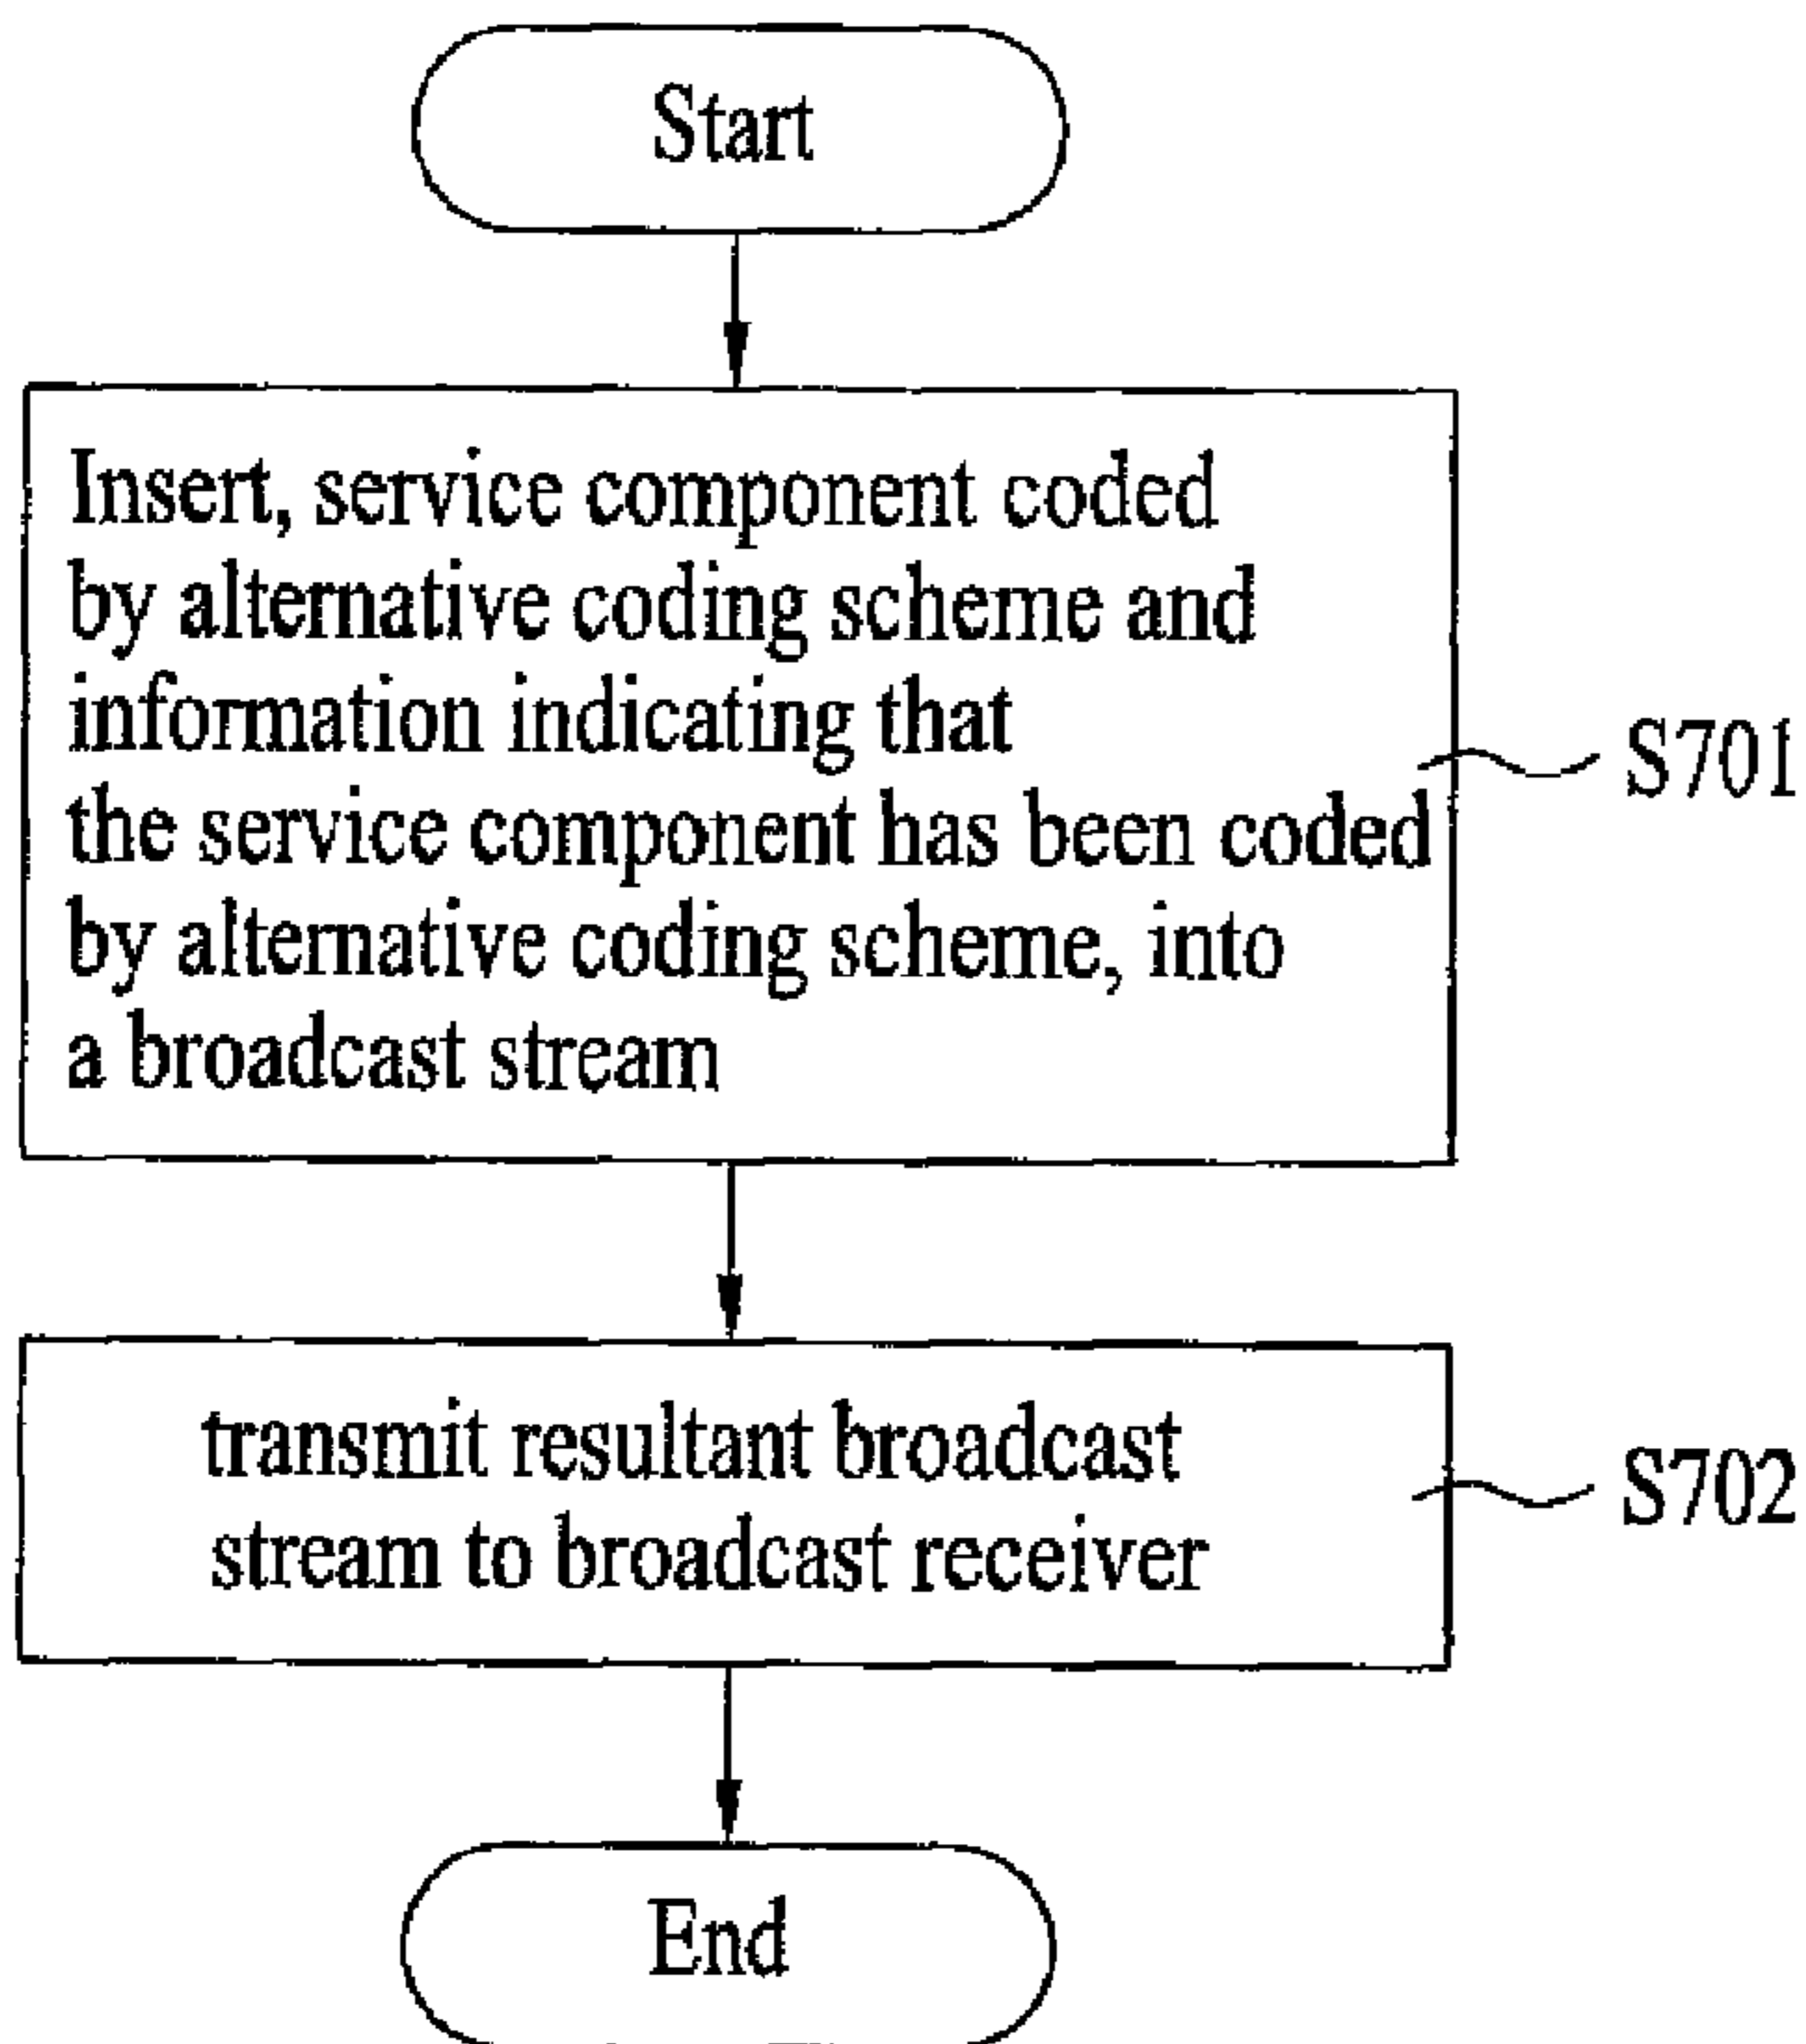 Start
Insert, service component coded
by alternative coding scheme and
information indicating that
the service component has been coded
by alternative coding scheme, into
a broadcast stream
S701
transmit resultant broadcast
stream to broadcast receiver
S702
End